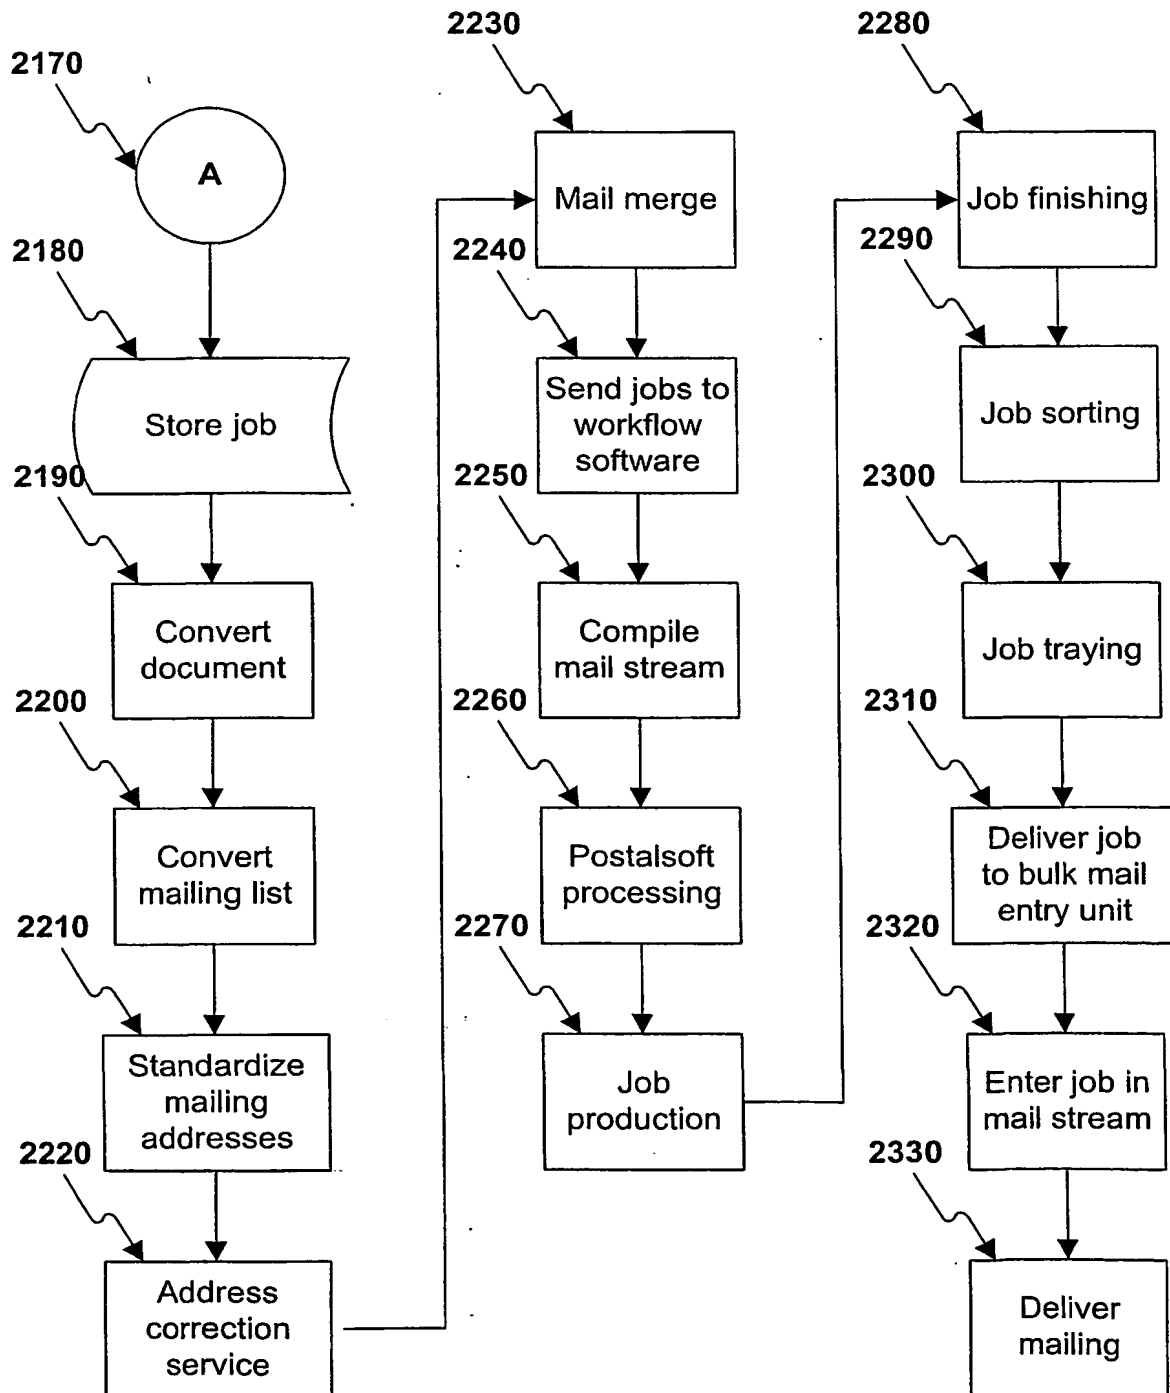 2170
A
2180
Store job
2190
Convert
document
2200
Convert
mailing list
2210
Standardize
mailing
addresses
2220
Address
correction
service
2230
Mail merge
2240
Send jobs to
workflow
software
2250
Compile
mail stream
2260
Postalsoft
processing
2270
Job
production
2280
Job finishing
2290
Job sorting
2300
Job traying
2310
Deliver job
to bulk mail
entry unit
2320
Enter job in
mail stream
2330
Deliver
mailing